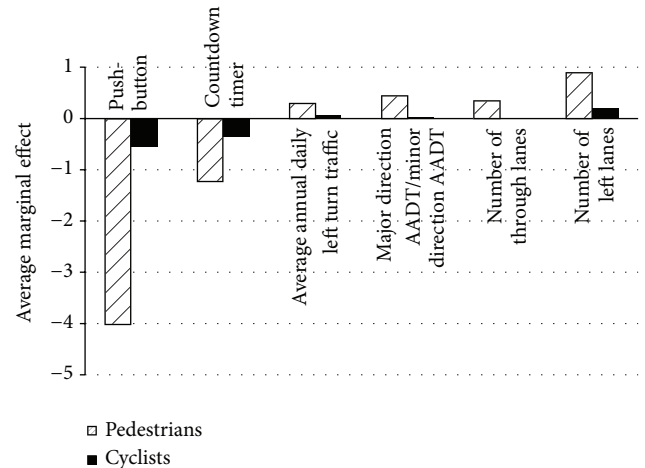 Average marginal effect
1
0
−1
−2
−3
−4
−5
Push-
button
Countdown
timer
Average annual daily
left turn traffic
Major direction
AADT/minor
direction AADT
Number of
through lanes
Number of
left lanes
Pedestrians
Cyclists